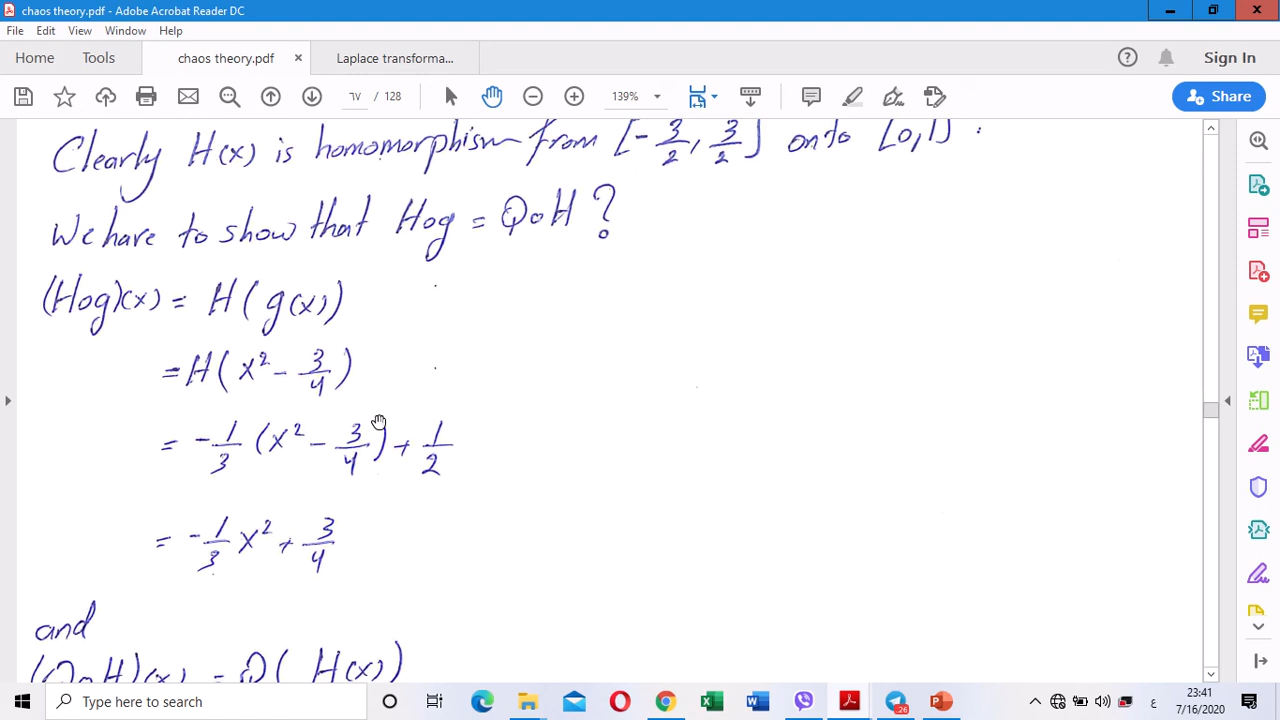 chaos theory.pdf - Adobe Acrobat Reader DC
File Edit View Window Help
Home Tools chaos theory.pdf × Laplace transforma... Sign In
٦٧ / 128 139% Share
Clearly H(x) is homomorphism from [-3/2, 3/2] onto [0,1] :
We have to show that Hog = QoH ?
(Hog)(x) = H(g(x))
= H(x² - 3/4)
= -1/3 (x² - 3/4) + 1/2
= -1/3 x² + 3/4
and
(QoH)(x) = Q( H(x))
Type here to search 26 ع 23:41
7/16/2020